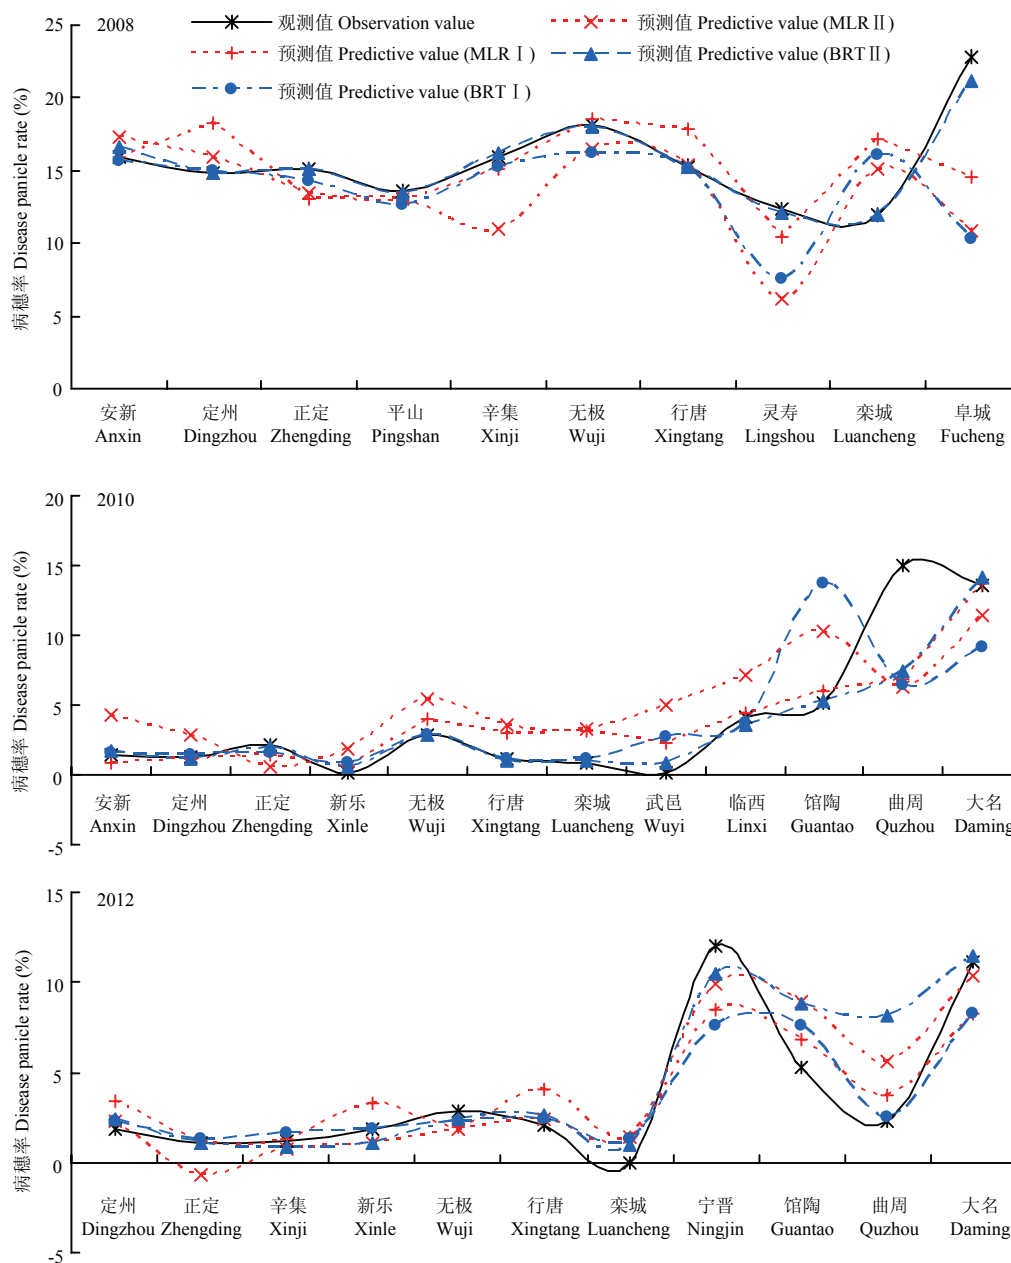 2008
观测值 Observation value
预测值 Predictive value (MLRⅡ)
预测值 Predictive value (MLRⅠ)
预测值 Predictive value (BRTⅡ)
预测值 Predictive value (BRTⅠ)
病穗率 Disease panicle rate (%)
25
20
15
10
5
0
安新 定州 正定 平山 辛集 无极 行唐 灵寿 栾城 阜城
Anxin Dingzhou Zhengding Pingshan Xinji Wuji Xingtang Lingshou Luancheng Fucheng
2010
病穗率 Disease panicle rate (%)
20
15
10
5
0
-5
安新 定州 正定 新乐 无极 行唐 栾城 武邑 临西 馆陶 曲周 大名
Anxin Dingzhou Zhengding Xinle Wuji Xingtang Luancheng Wuyi Linxi Guantao Quzhou Daming
2012
病穗率 Disease panicle rate (%)
15
10
5
0
-5
定州 正定 辛集 新乐 无极 行唐 栾城 宁晋 馆陶 曲周 大名
Dingzhou Zhengding Xinji Xinle Wuji Xingtang Luancheng Ningjin Guantao Quzhou Daming